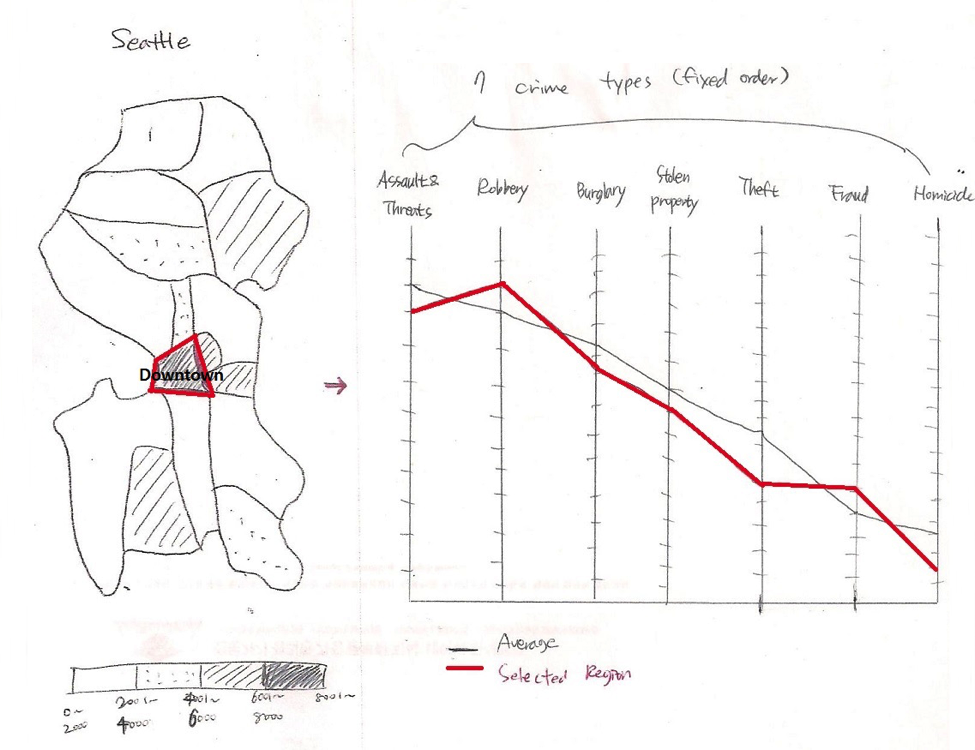 Seattle
7 crime types (fixed order)
Assault &
Threats
Robbery
Burglary
Stolen
property
Theft
Fraud
Homicide
Downtown
→
Average
Selected Region
0~
2000
2001~
4000
4001~
6000
6001~
8000
8001~